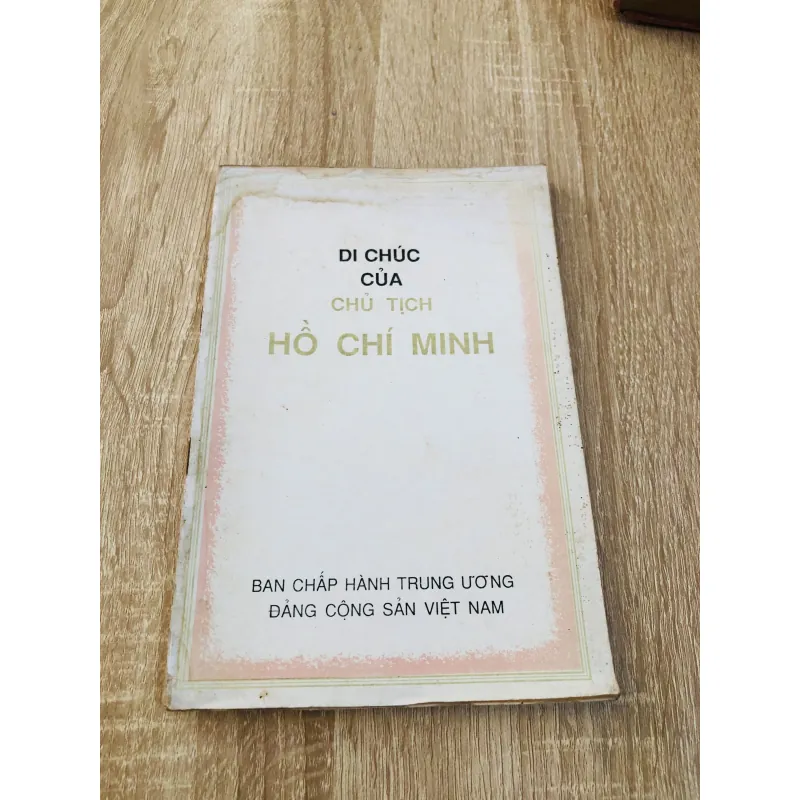 DI CHÚC
CỦA
CHỦ TỊCH
HỒ CHÍ MINH
BAN CHẤP HÀNH TRUNG ƯƠNG
ĐẢNG CỘNG SẢN VIỆT NAM